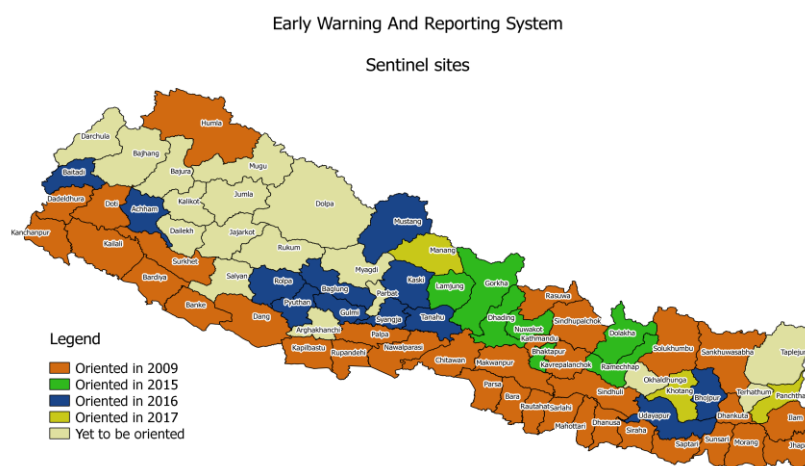 Early Warning And Reporting System
Sentinel sites
Humla
Darchula
Bajhang
Mugu
Baitadi
Bajura
Jumla
Dolpa
Dadeldhura
Doti
Achham
Kalikot
Mustang
Kanchanpur
Kailali
Dailekh
Jajarkot
Rukum
Manang
Surkhet
Myagdi
Bardiya
Salyan
Rolpa
Baglung
Parbat
Kaski
Lamjung
Gorkha
Banke
Pyuthan
Gulmi
Syangja
Tanahu
Dhading
Rasuwa
Sindhupalchok
Dang
Arghakhanchi
Palpa
Nuwakot
Kathmandu
Dolakha
Solukhumbu
Sankhuwasabha
Taplejun
Kapilbastu
Rupandehi
Nawalparasi
Chitawan
Makwanpur
Bhaktapur
Kavrepalanchok
Ramechhap
Okhaldhunga
Khotang
Bhojpur
Terhathum
Panchtha
Parsa
Bara
Rautahat
Sarlahi
Sindhuli
Udayapur
Dhankuta
Ilam
Mahottari
Dhanusa
Siraha
Saptari
Sunsari
Morang
Jhap
Legend
Oriented in 2009
Oriented in 2015
Oriented in 2016
Oriented in 2017
Yet to be oriented